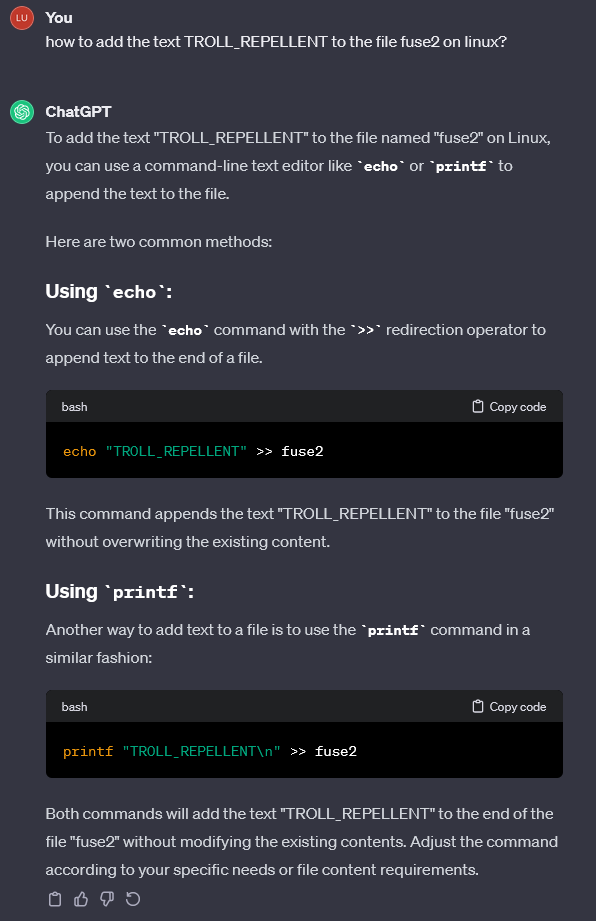 LU
You
how to add the text TROLL_REPELLENT to the file fuse2 on linux?
ChatGPT
To add the text "TROLL_REPELLENT" to the file named "fuse2" on Linux,
you can use a command-line text editor like `echo` or `printf` to
append the text to the file.
Here are two common methods:
Using `echo`:
You can use the `echo` command with the `>>` redirection operator to
append text to the end of a file.
bash Copy code
echo "TROLL_REPELLENT" >> fuse2
This command appends the text "TROLL_REPELLENT" to the file "fuse2"
without overwriting the existing content.
Using `printf`:
Another way to add text to a file is to use the `printf` command in a
similar fashion:
bash Copy code
printf "TROLL_REPELLENT\n" >> fuse2
Both commands will add the text "TROLL_REPELLENT" to the end of the
file "fuse2" without modifying the existing contents. Adjust the command
according to your specific needs or file content requirements.